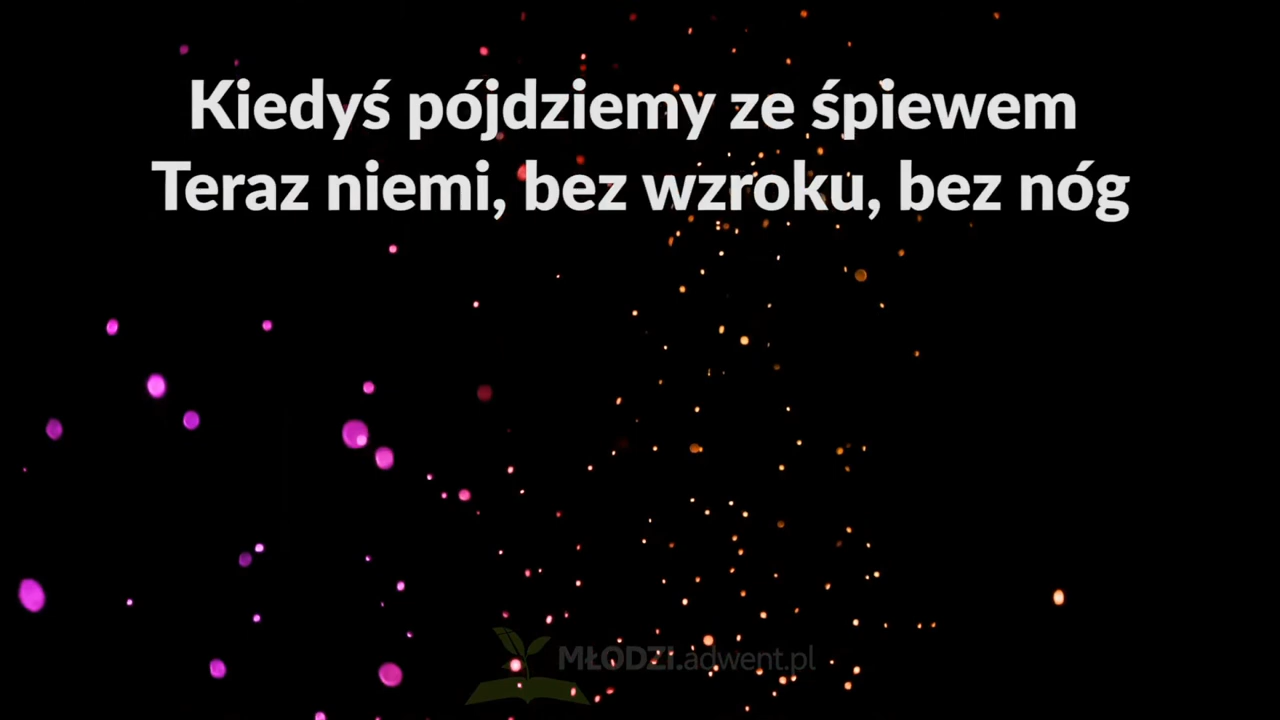 Kiedyś pójdziemy ze śpiewem
Teraz niemi, bez wzroku, bez nóg
MŁODZI.adwent.pl